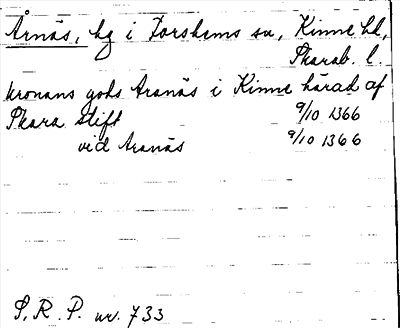 Årnäs, hg i Forshems sn, Kinne hd,
Skarab. l.
kronans gods Aranäs i Kinne härad af
Skara stift 9/10 1366
vid Aranäs 9/10 1366
S. R. P. nr. 733